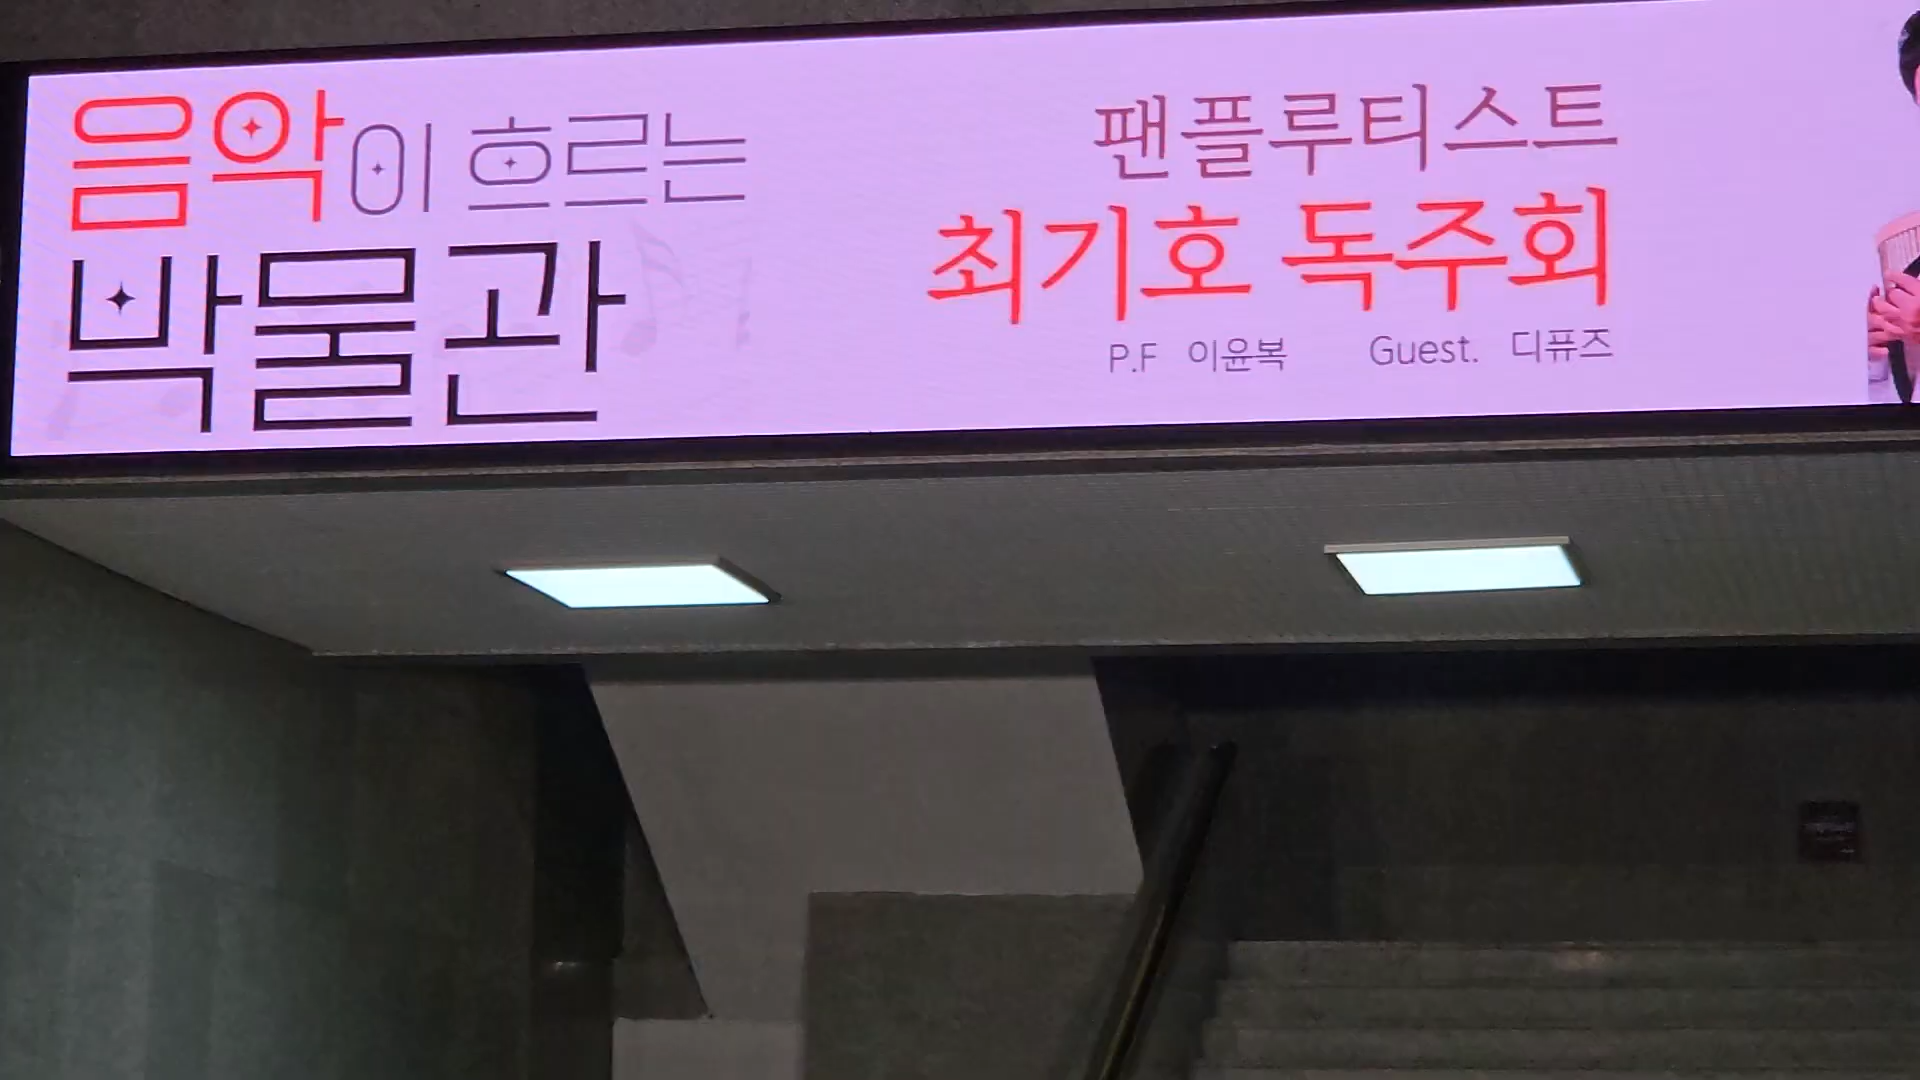 음악이 흐르는
박물관
팬플루티스트
최기호 독주회
P.F 이윤복 Guest. 디퓨즈